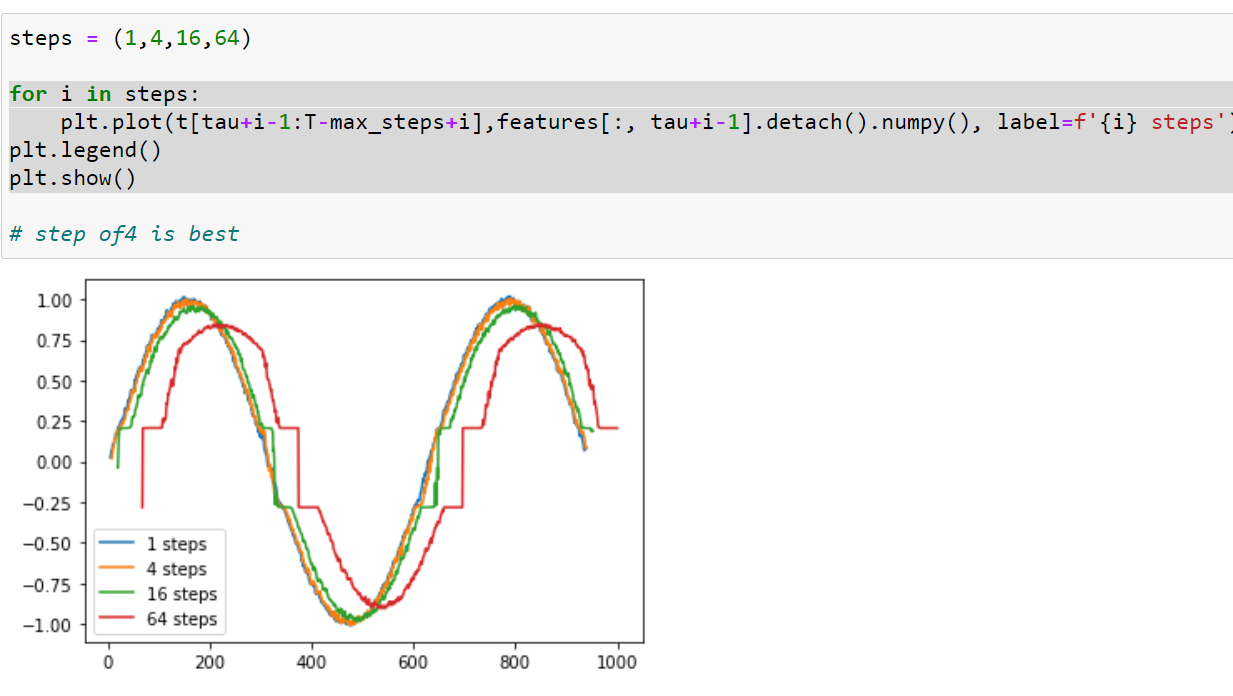 steps = (1,4,16,64)
for i in steps:
    plt.plot(t[tau+i-1:T-max_steps+i],features[:, tau+i-1].detach().numpy(), label=f'{i} steps')
plt.legend()
plt.show()
# step of4 is best
1.00
0.75
0.50
0.25
0.00
−0.25
−0.50
−0.75
−1.00
1 steps
4 steps
16 steps
64 steps
0 200 400 600 800 1000